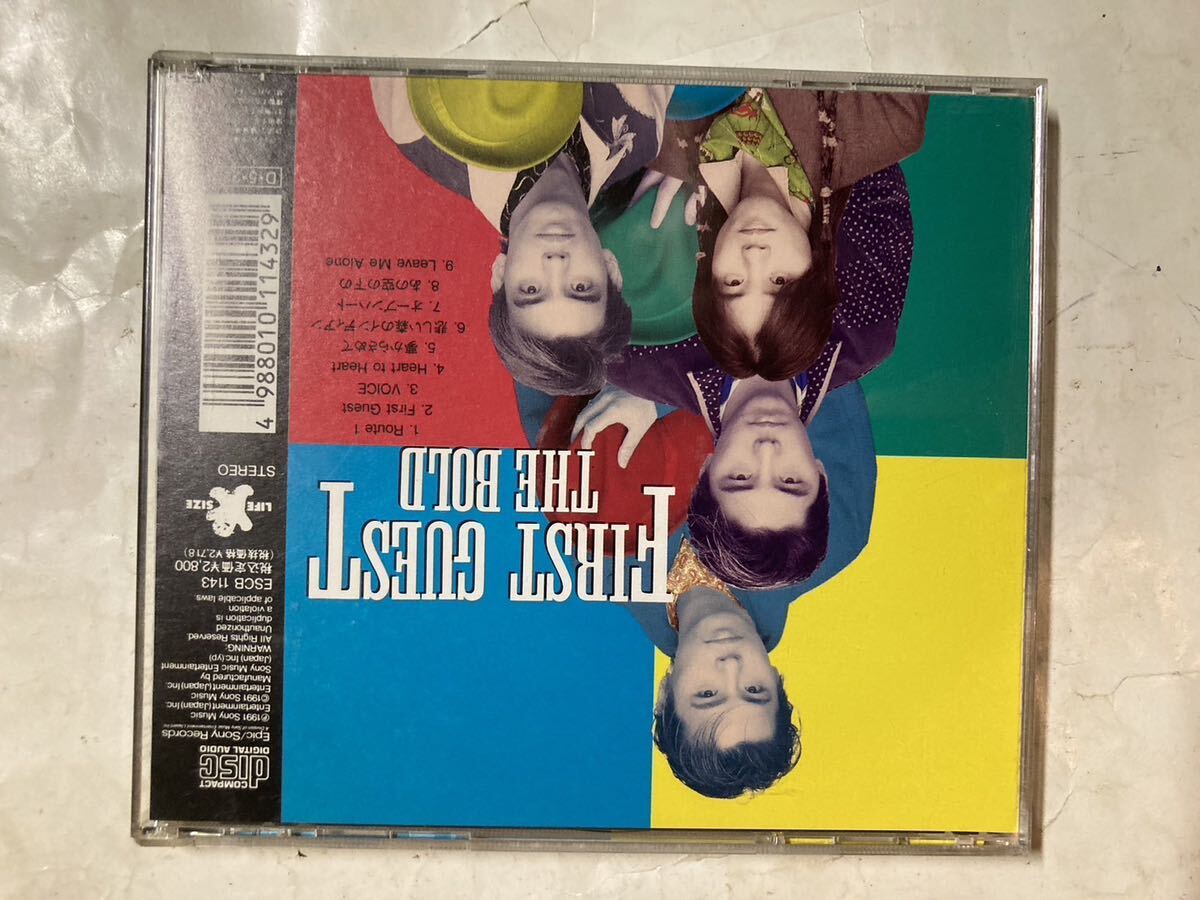 COMPACT
disc
DIGITAL AUDIO
Epic/Sony Records
℗1991 Sony Music
Entertainment(Japan)Inc.
©1991 Sony Music
Entertainment(Japan)Inc.
Manufactured by
Sony Music Entertainment
(Japan)Inc.(yp)
WARNING:
All Rights Reserved.
Unauthorized
duplication is
a violation
of applicable laws.
ESCB 1143
税込定価¥2,800
(税抜価格¥2,718)
LIFE SIZE
STEREO
4 988010 114329
FIRST GUEST
THE BOLD
1. Route 1
2. First Guest
3. VOICE
4. Heart to Heart
5. 夢からさめて
6. 悲しい森のインディアン
7. オープンハート
8. あの空の下の
9. Leave Me Alone